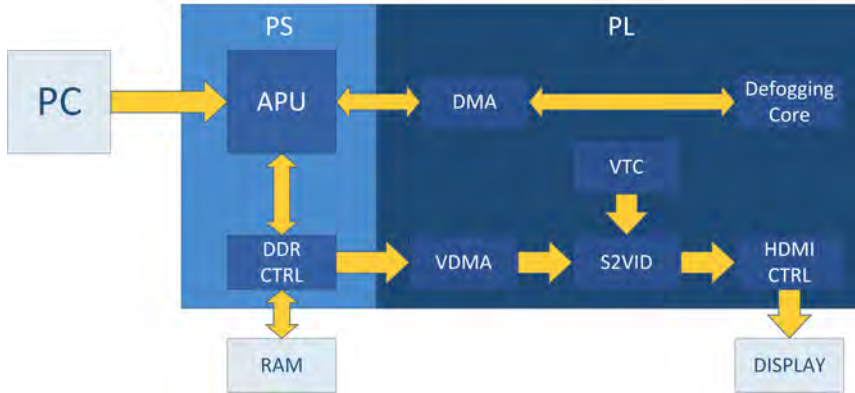 PS
PL
PC
APU
DMA
Defogging
Core
VTC
DDR
CTRL
VDMA
S2VID
HDMI
CTRL
RAM
DISPLAY